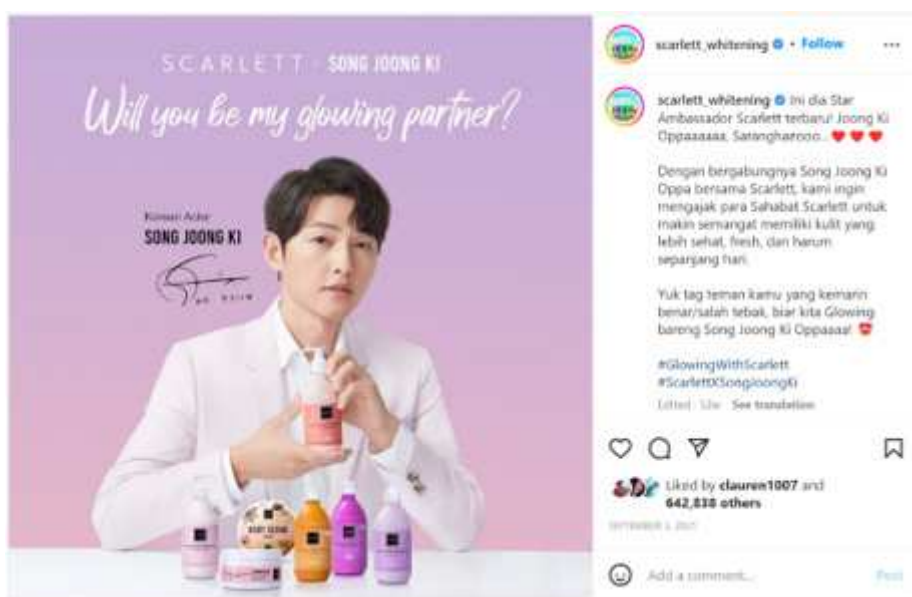 SCARLETT · SONG JOONG KI
Will you be my glowing partner?
Korean Actor
SONG JOONG KI
BODY SCRUB
scarlett_whitening • Follow
scarlett_whitening Ini dia Star
Ambassador Scarlett terbaru! Joong Ki
Oppaaaaaa, Saranghaeooo..
Dengan bergabungnya Song Joong Ki
Oppa bersama Scarlett, kami ingin
mengajak para Sahabat Scarlett untuk
makin semangat memiliki kulit yang
lebih sehat, fresh, dan harum
sepanjang hari.
Yuk tag teman kamu yang kemarin
benar/salah tebak, biar kita Glowing
bareng Song Joong Ki Oppaaaa!
#GlowingWithScarlett
#ScarlettXSongJoongKi
Edited · See translation
Liked by clauren1007 and
642,838 others
SEPTEMBER 2021
Add a comment...
Post